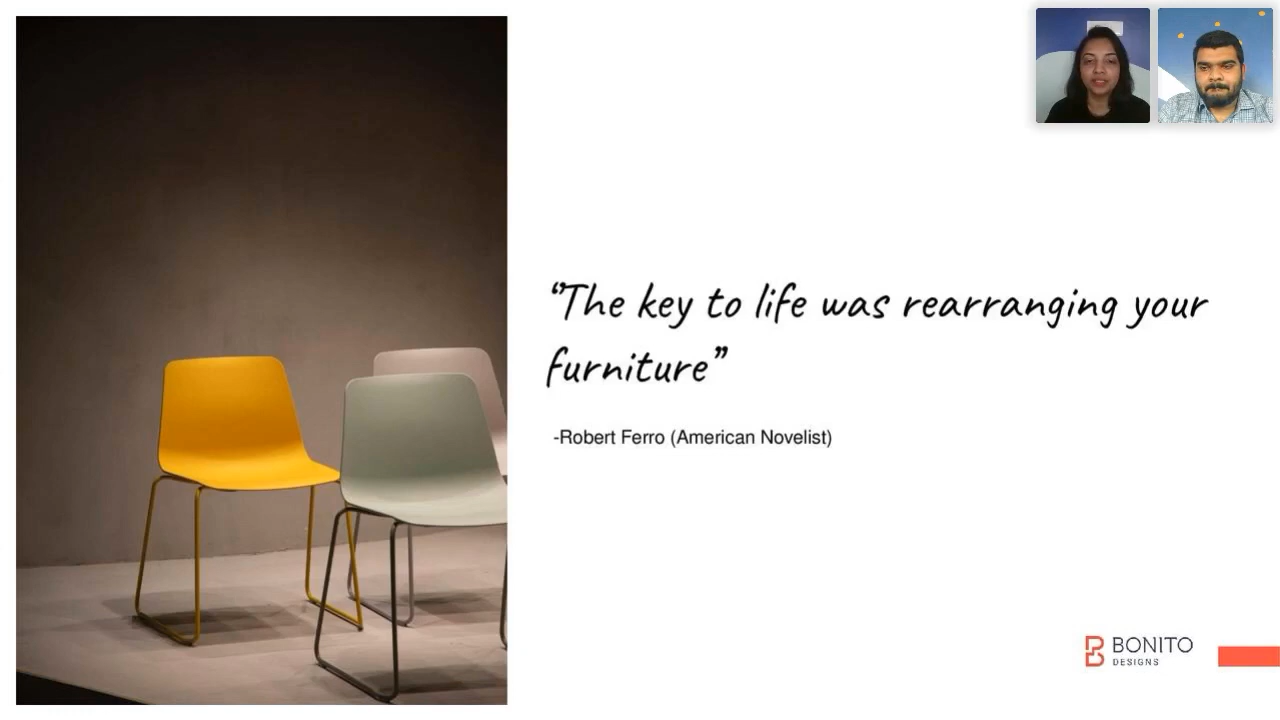 “The key to life was rearranging your
furniture”
-Robert Ferro (American Novelist)
BONITO
DESIGNS